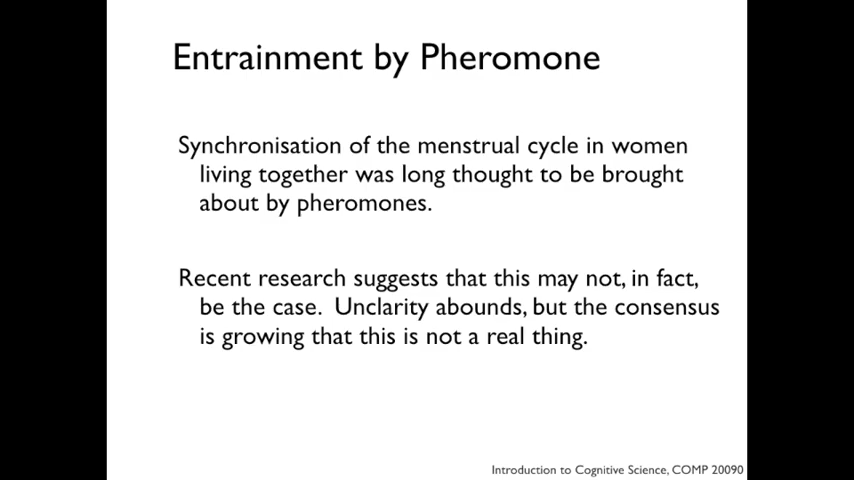 Entrainment by Pheromone
Synchronisation of the menstrual cycle in women
living together was long thought to be brought
about by pheromones.
Recent research suggests that this may not, in fact,
be the case.  Unclarity abounds, but the consensus
is growing that this is not a real thing.
Introduction to Cognitive Science, COMP 20090